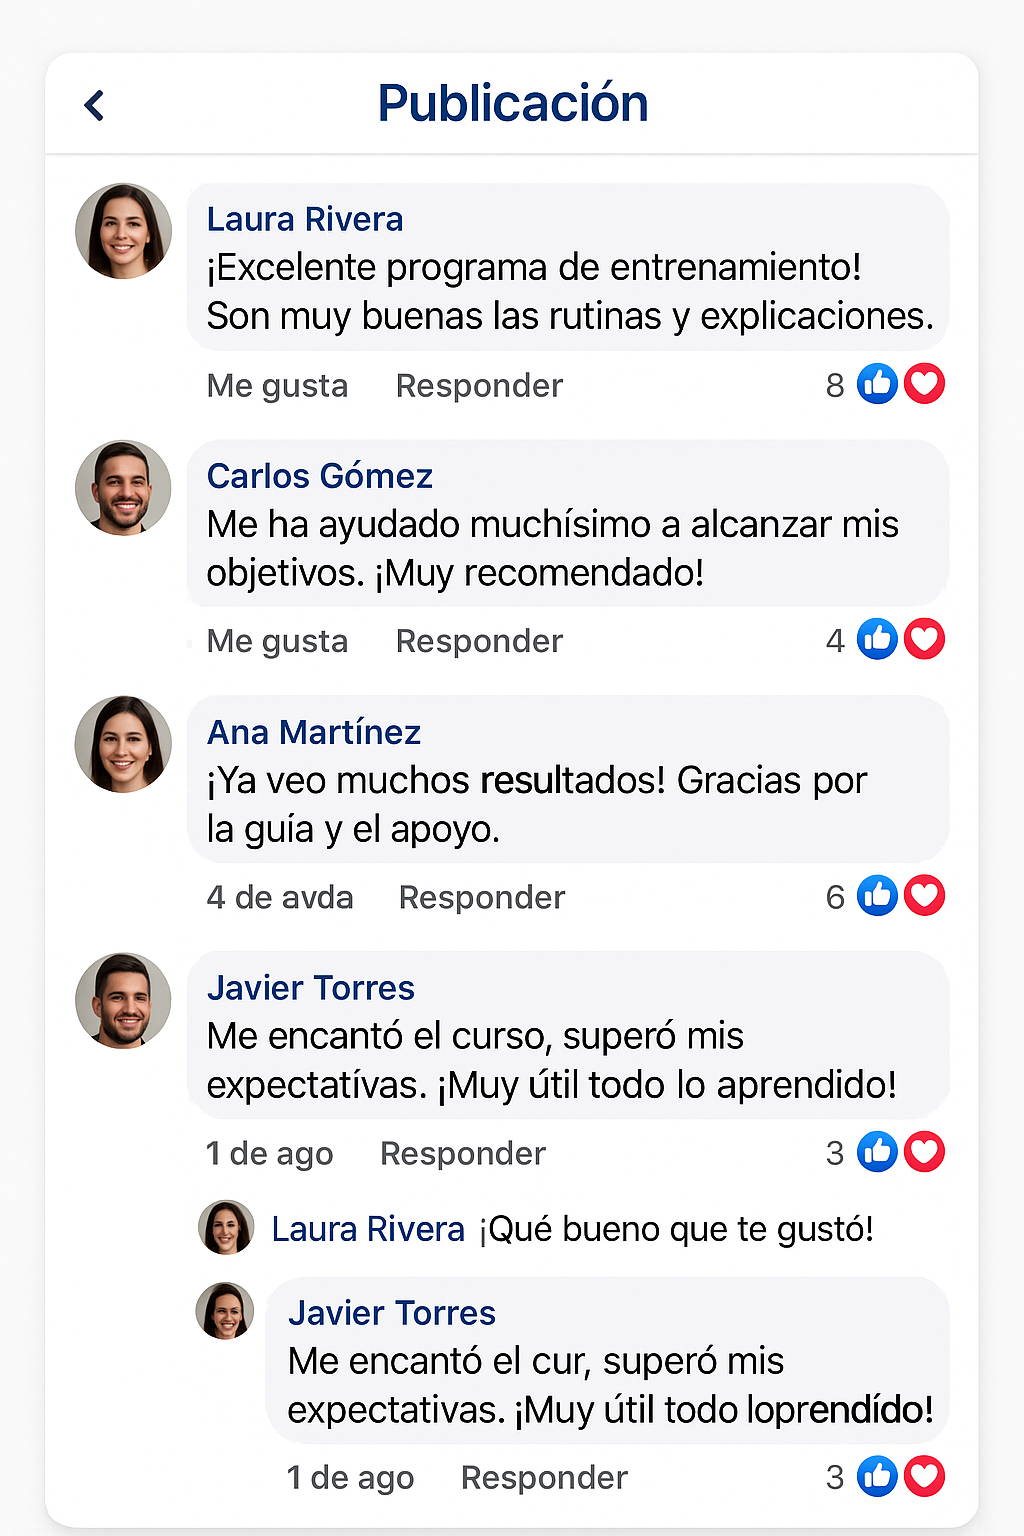 Publicación
Laura Rivera
¡Excelente programa de entrenamiento!
Son muy buenas las rutinas y explicaciones.
Me gusta Responder 8
Carlos Gómez
Me ha ayudado muchísimo a alcanzar mis
objetivos. ¡Muy recomendado!
Me gusta Responder 4
Ana Martínez
¡Ya veo muchos resultados! Gracias por
la guía y el apoyo.
4 de avda Responder 6
Javier Torres
Me encantó el curso, superó mis
expectatívas. ¡Muy útil todo lo aprendido!
1 de ago Responder 3
Laura Rivera ¡Qué bueno que te gustó!
Javier Torres
Me encantó el cur, superó mis
expectativas. ¡Muy útil todo loprendído!
1 de ago Responder 3